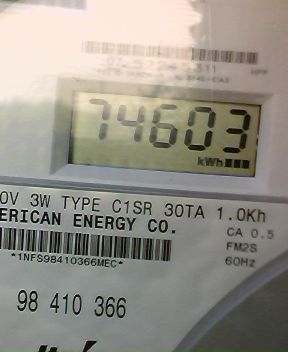 74603
kWh
0V 3W TYPE C1SR 30TA 1.0Kh
ERICAN ENERGY CO.
CA 0.5
FM2S
*1NFS98410366MEC*
60Hz
98 410 366